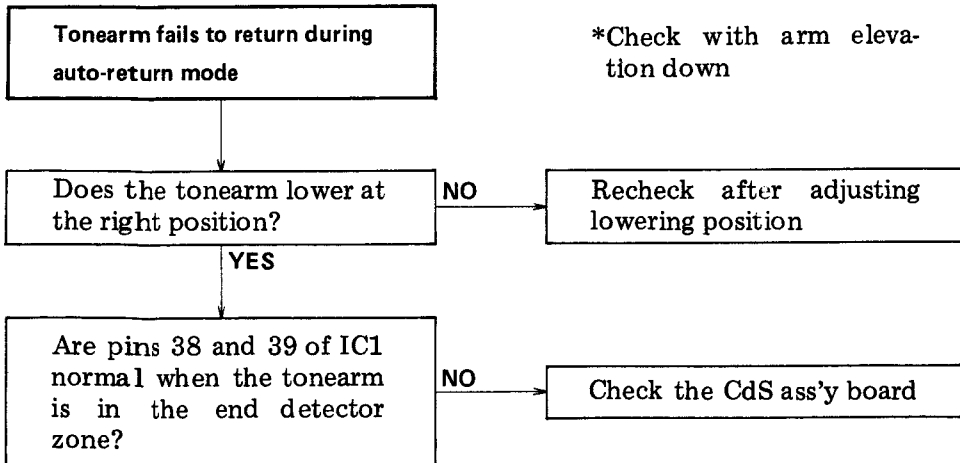 Tonearm fails to return during
auto-return mode
*Check with arm eleva-
tion down
Does the tonearm lower at
the right position?
NO
Recheck after adjusting
lowering position
YES
Are pins 38 and 39 of IC1
normal when the tonearm
is in the end detector
zone?
NO
Check the CdS ass'y board